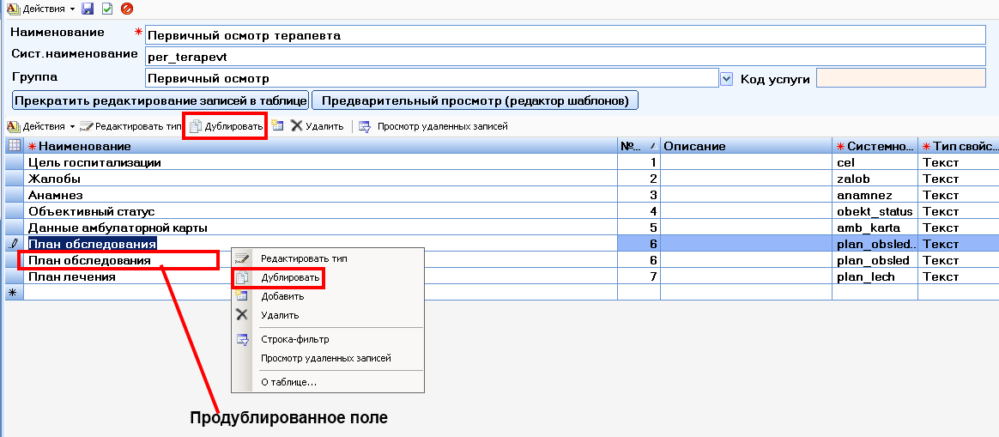 Действия
Наименование * Первичный осмотр терапевта
Сист.наименование per_terapevt
Группа Первичный осмотр Код услуги
Прекратить редактирование записей в таблице Предварительный просмотр (редактор шаблонов)
Действия Редактировать тип Дублировать Удалить Просмотр удаленных записей
* Наименование №... Описание * Системно... * Тип свойс...
Цель госпитализации 1 cel Текст
Жалобы 2 zalob Текст
Анамнез 3 anamnez Текст
Объективный статус 4 obekt_status Текст
Данные амбулаторной карты 5 amb_karta Текст
План обследования 6 plan_obsled... Текст
План обследования 6 plan_obsled Текст
План лечения 7 plan_lech Текст
*
Редактировать тип
Дублировать
Добавить
Удалить
Строка-фильтр
Просмотр удаленных записей
О таблице...
Продублированное поле